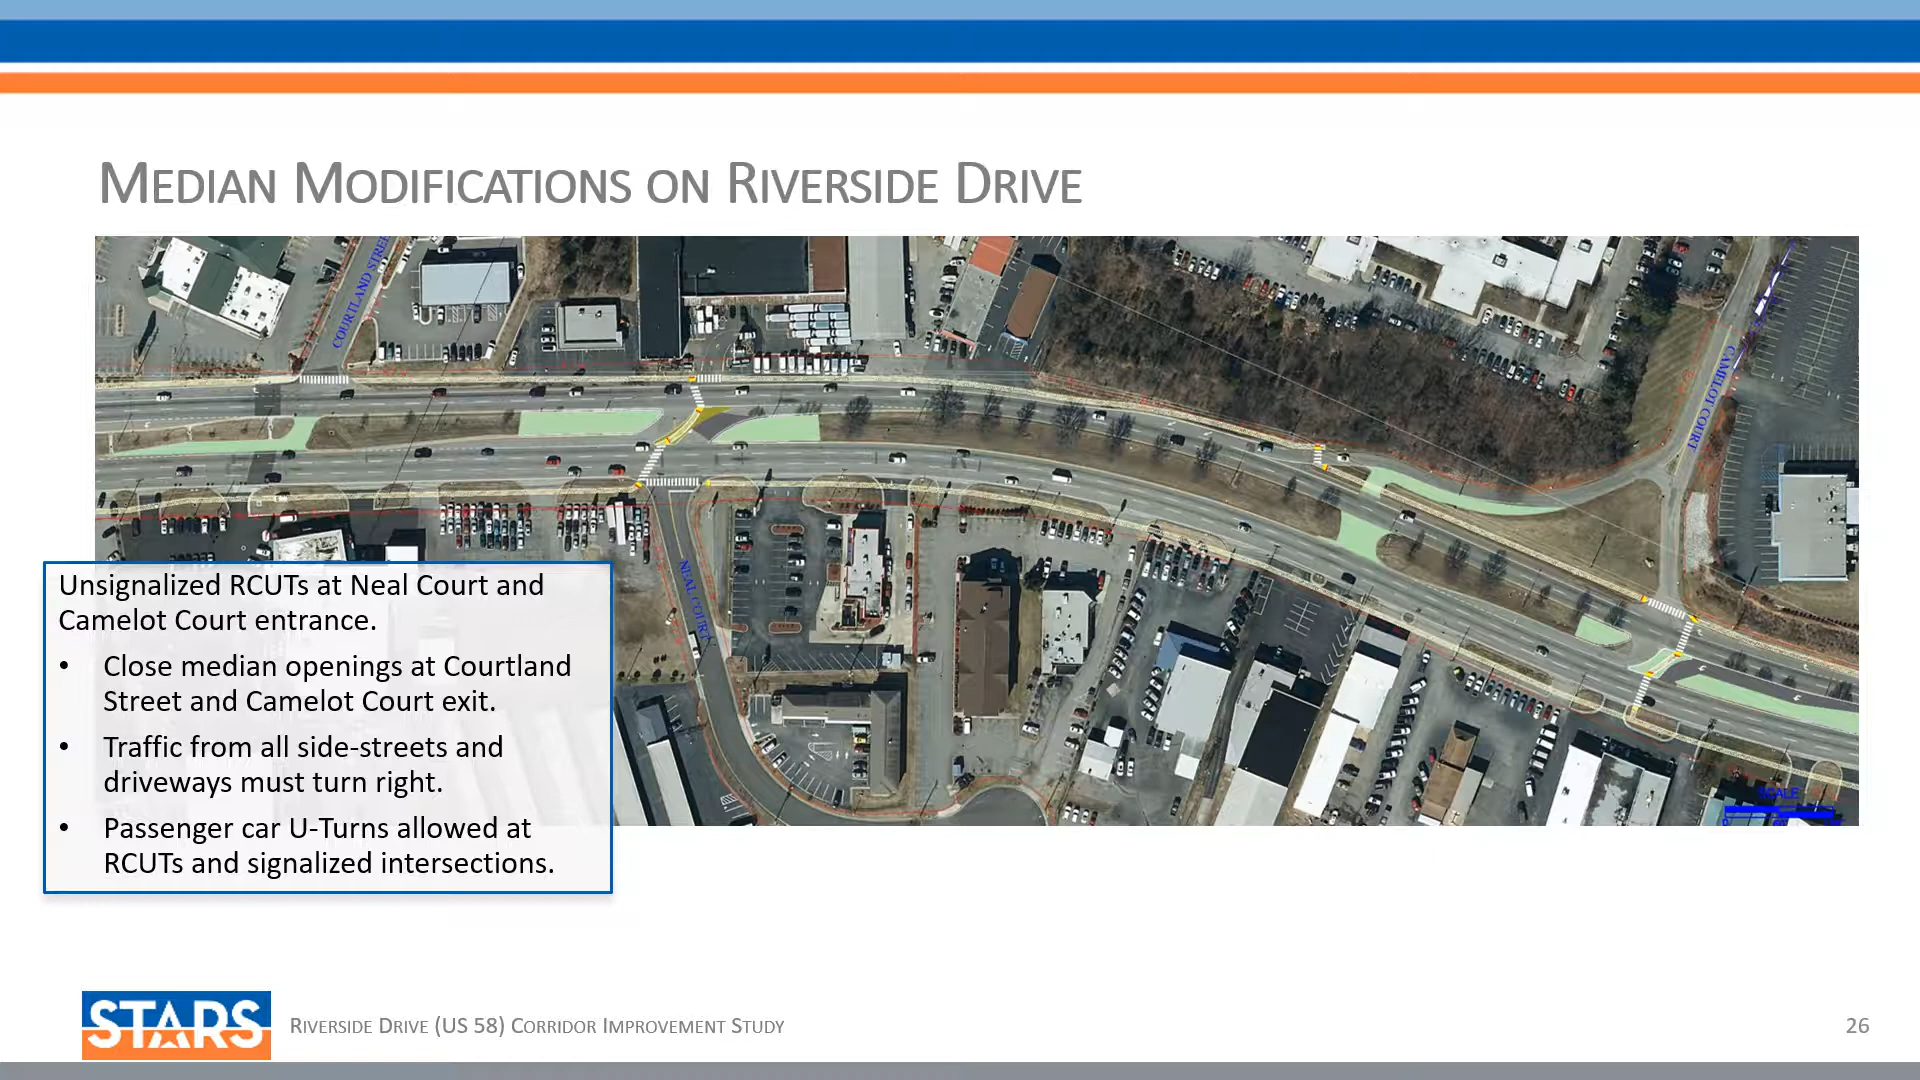 MEDIAN MODIFICATIONS ON RIVERSIDE DRIVE
COURTLAND STREE
CAMELOT COURT
NEAL COURT
Unsignalized RCUTs at Neal Court and
Camelot Court entrance.
• Close median openings at Courtland
Street and Camelot Court exit.
• Traffic from all side-streets and
driveways must turn right.
• Passenger car U-Turns allowed at
RCUTs and signalized intersections.
SCALE
STARS
RIVERSIDE DRIVE (US 58) CORRIDOR IMPROVEMENT STUDY
26